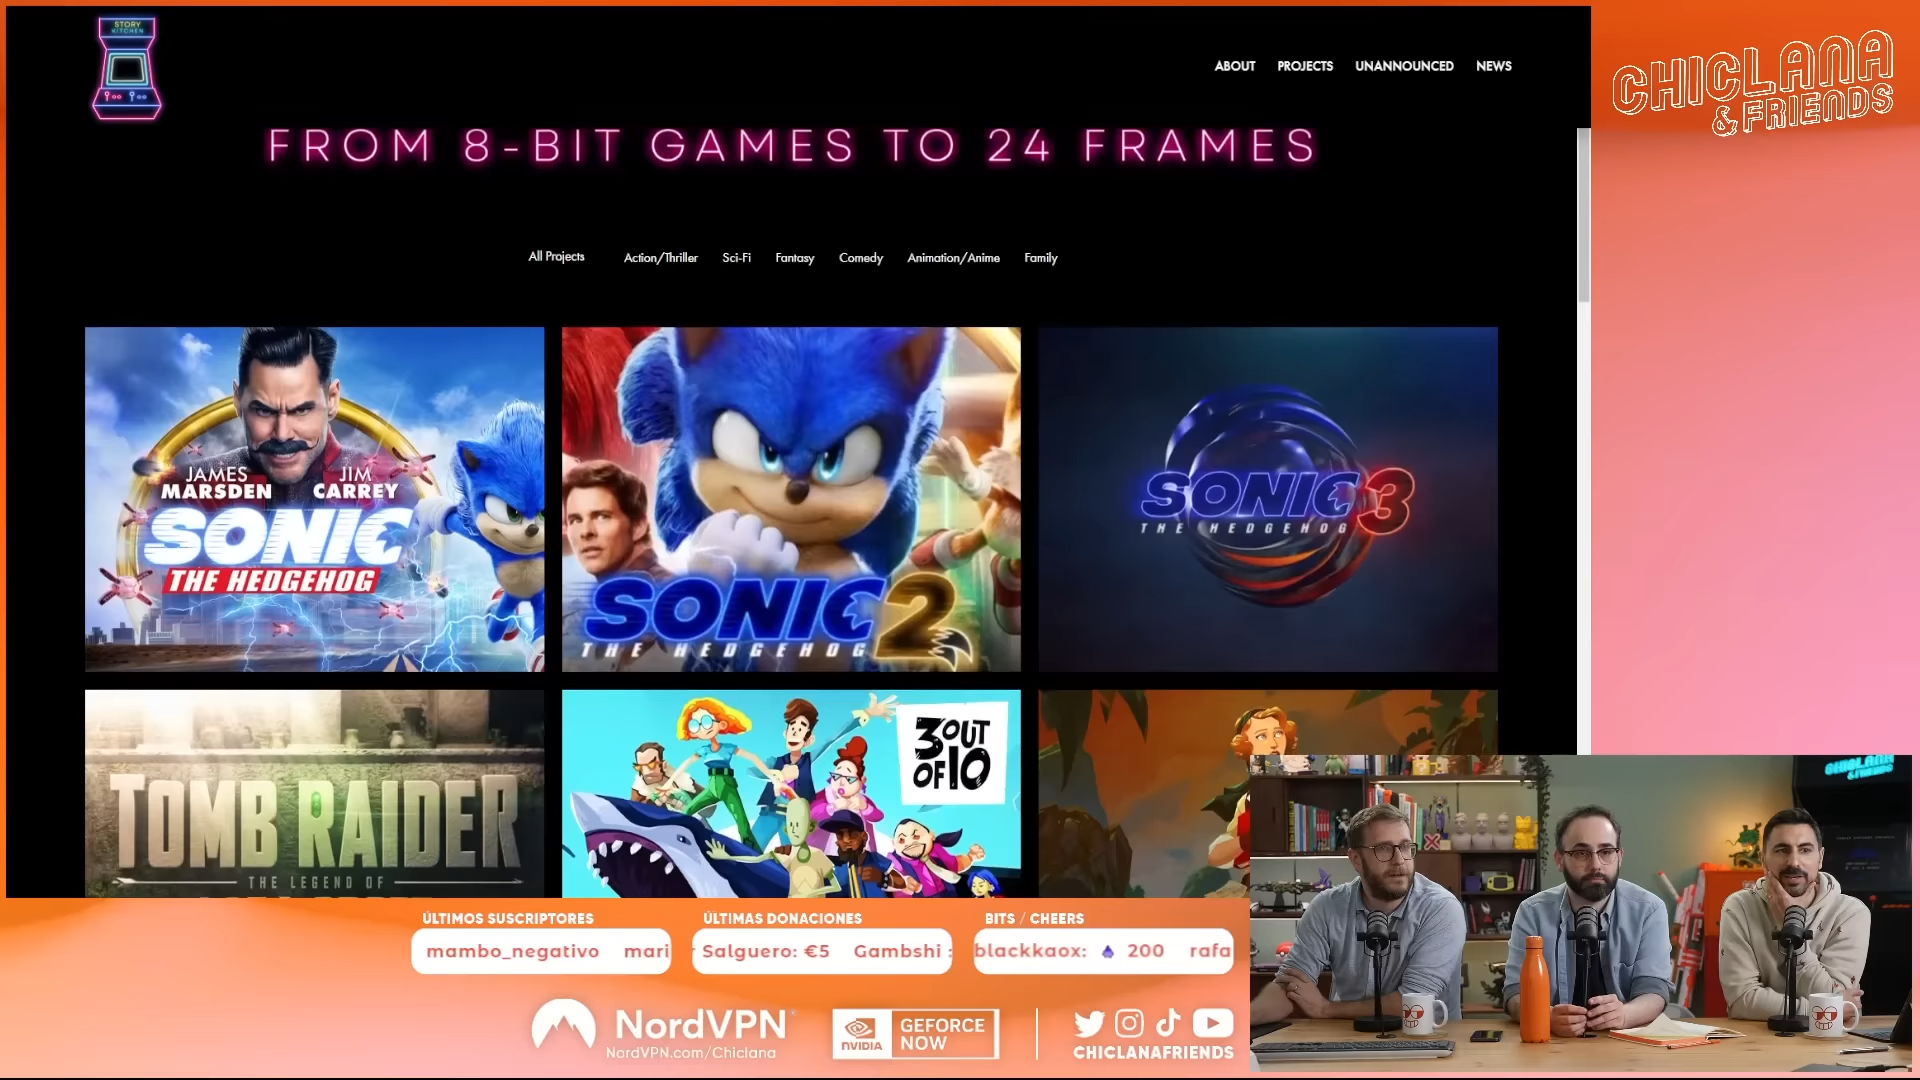 STORY
KITCHEN
ABOUT PROJECTS UNANNOUNCED NEWS
CHICLANA
& FRIENDS
FROM 8-BIT GAMES TO 24 FRAMES
All Projects Action/Thriller Sci-Fi Fantasy Comedy Animation/Anime Family
JAMES
MARSDEN
JIM
CARREY
SONIC
THE HEDGEHOG
SONIC 2
THE HEDGEHOG
SONIC 3
THE HEDGEHOG
TOMB RAIDER
THE LEGEND OF
3 OUT
OF 10
CHICLANA
& FRIENDS
ÚLTIMOS SUSCRIPTORES
mambo_negativo mari
ÚLTIMAS DONACIONES
Salguero: €5 Gambshi :
BITS / CHEERS
blackkaox: 200 rafa
NordVPN
NordVPN.com/Chiclana
NVIDIA
GEFORCE
NOW
CHICLANAFRIENDS